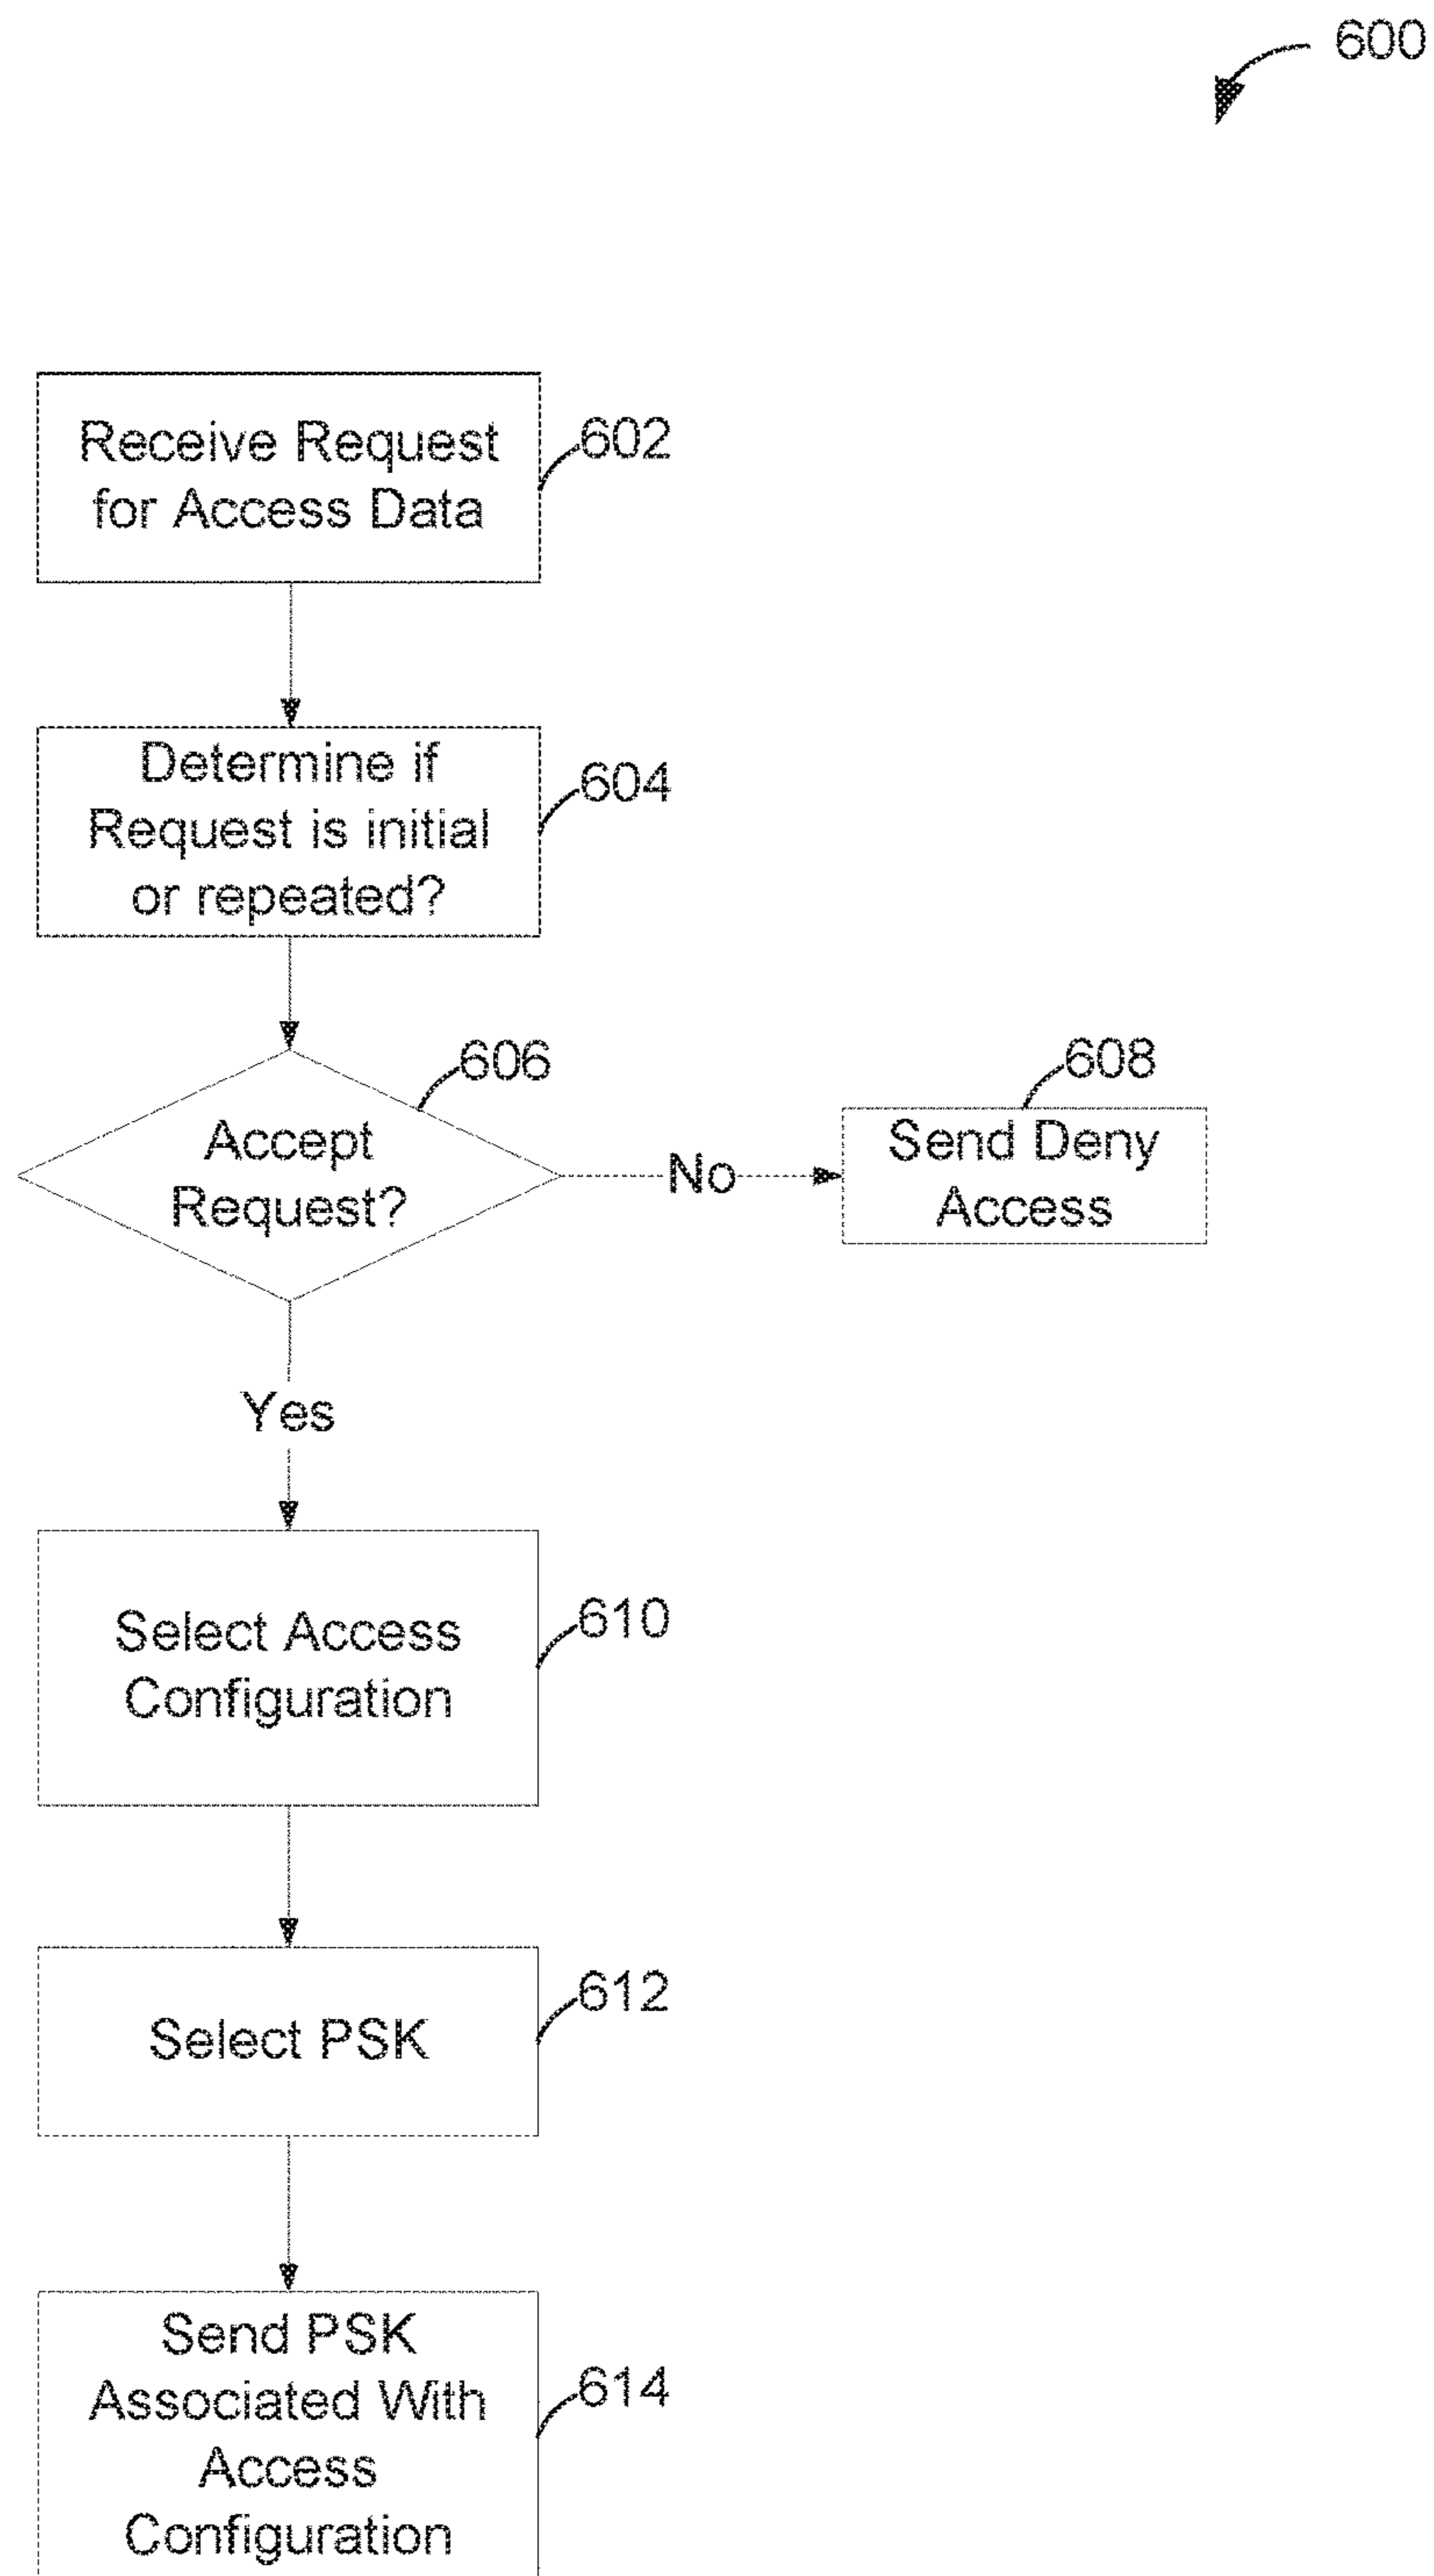 600
Receive Request
for Access Data
602
Determine if
Request is initial
or repeated?
604
606
Accept
Request?
No
608
Send Deny
Access
Yes
Select Access
Configuration
610
Select PSK
612
Send PSK
Associated With
Access
Configuration
614